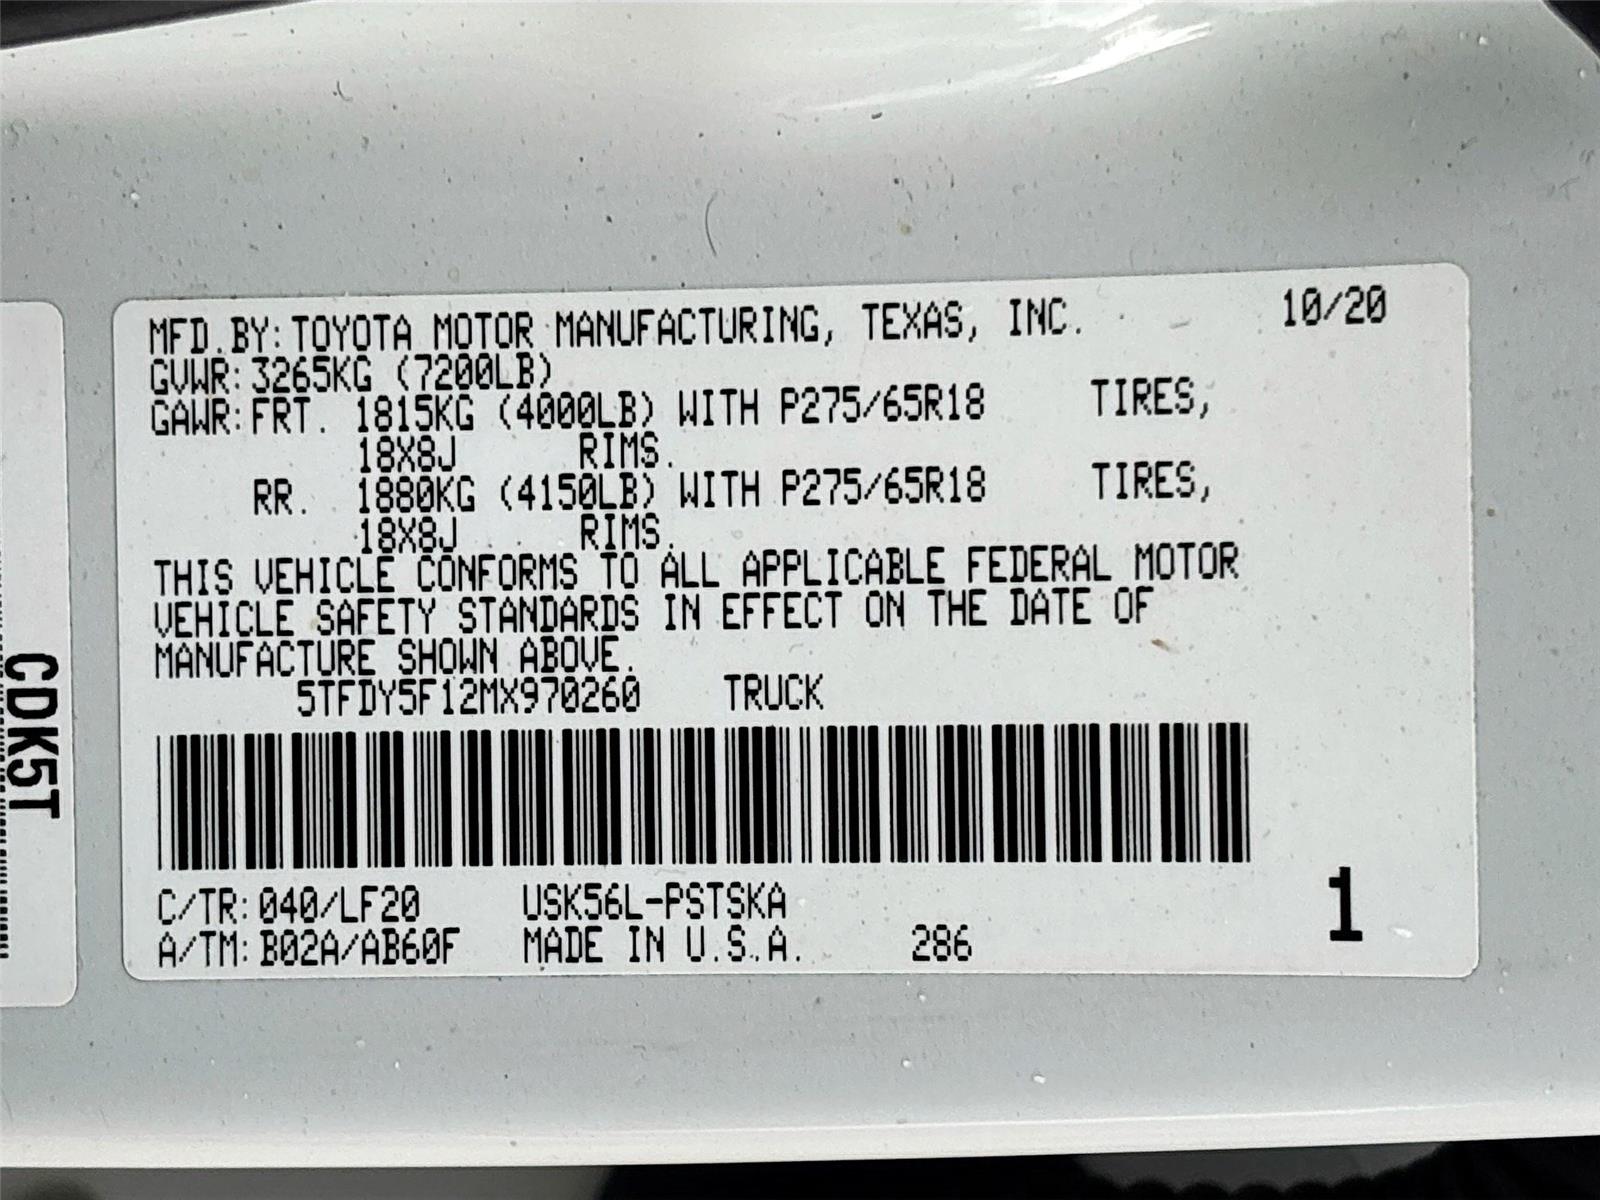 MFD.BY:TOYOTA MOTOR MANUFACTURING, TEXAS, INC. 10/20
GVWR:3265KG (7200LB)
GAWR:FRT. 1815KG (4000LB) WITH P275/65R18 TIRES,
18X8J RIMS.
RR. 1880KG (4150LB) WITH P275/65R18 TIRES,
18X8J RIMS.
THIS VEHICLE CONFORMS TO ALL APPLICABLE FEDERAL MOTOR
VEHICLE SAFETY STANDARDS IN EFFECT ON THE DATE OF
MANUFACTURE SHOWN ABOVE.
5TFDY5F12MX970260 TRUCK
C/TR:040/LF20 USK56L-PSTSKA
A/TM:B02A/AB60F MADE IN U.S.A. 286
1
CDK5T